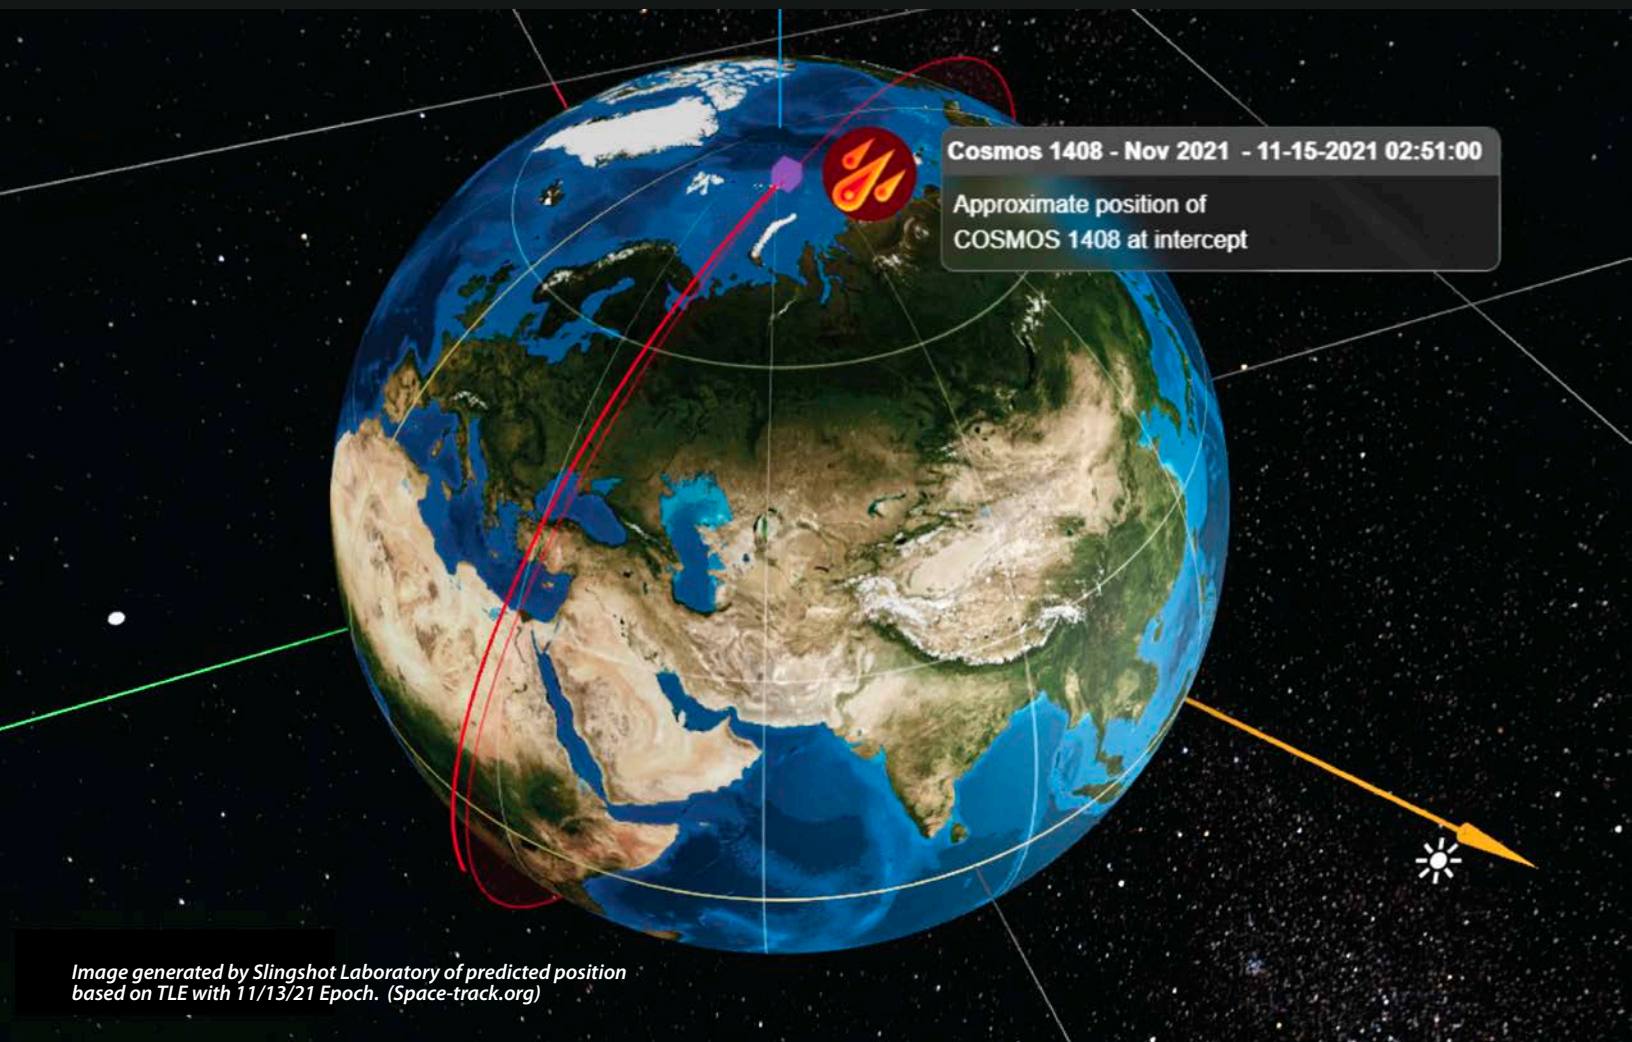 Cosmos 1408 - Nov 2021 - 11-15-2021 02:51:00
Approximate position of
COSMOS 1408 at intercept
Image generated by Slingshot Laboratory of predicted position
based on TLE with 11/13/21 Epoch. (Space-track.org)